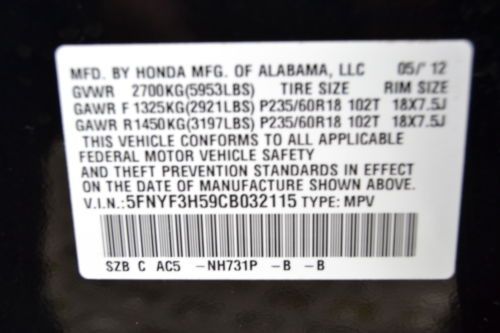 MFD. BY HONDA MFG. OF ALABAMA, LLC 05/'12
GVWR 2700KG(5953LBS) TIRE SIZE RIM SIZE
GAWR F 1325KG(2921LBS) P235/60R18 102T 18X7.5J
GAWR R1450KG(3197LBS) P235/60R18 102T 18X7.5J
THIS VEHICLE CONFORMS TO ALL APPLICABLE
FEDERAL MOTOR VEHICLE SAFETY
AND THEFT PREVENTION STANDARDS IN EFFECT
ON THE DATE OF MANUFACTURE SHOWN ABOVE.
V.I.N.:5FNYF3H59CB032115 TYPE: MPV
SZB C AC5 -NH731P -B -B